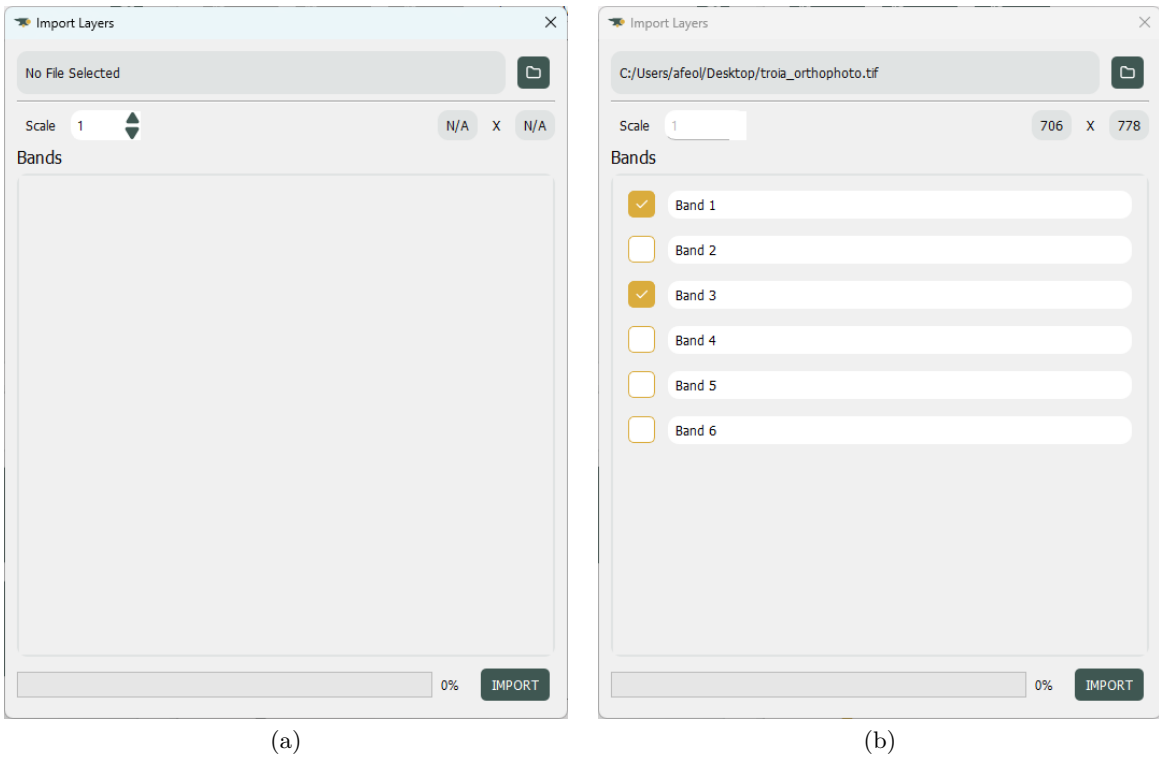 Import Layers
No File Selected
Scale 1 N/A X N/A
Bands
0% IMPORT
(a)
Import Layers
C:/Users/afeol/Desktop/troia_orthophoto.tif
Scale 1 706 X 778
Bands
Band 1
Band 2
Band 3
Band 4
Band 5
Band 6
0% IMPORT
(b)